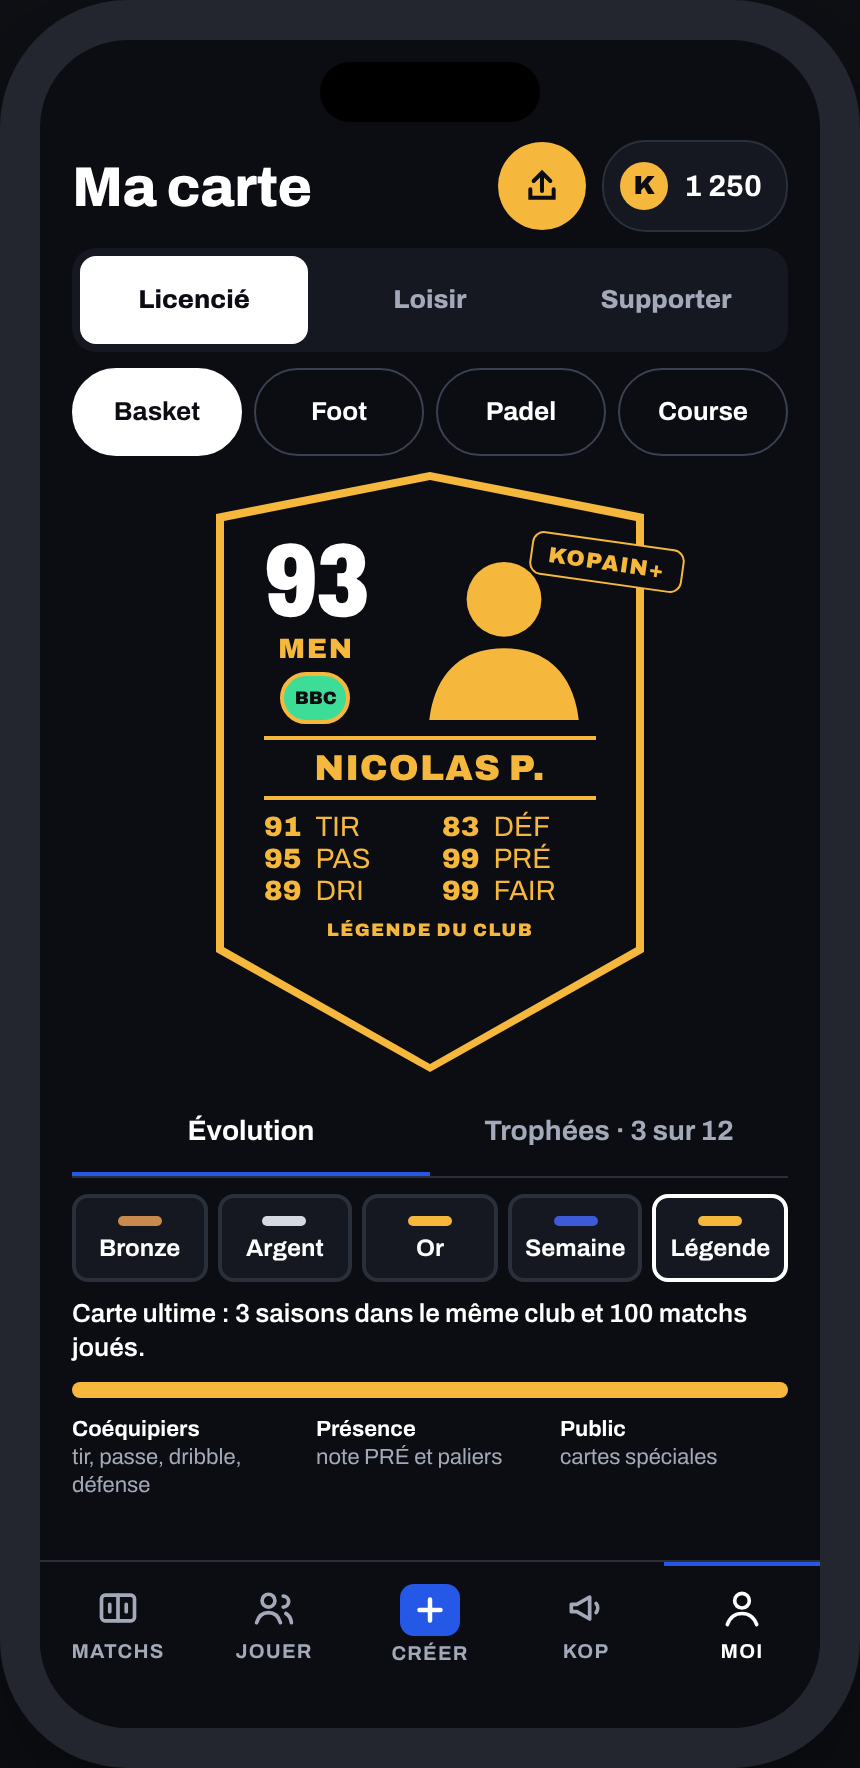 Ma carte
K 1 250
Licencié Loisir Supporter
Basket Foot Padel Course
93
KOPAIN+
MEN
BBC
NICOLAS P.
91 TIR 83 DÉF
95 PAS 99 PRÉ
89 DRI 99 FAIR
LÉGENDE DU CLUB
Évolution Trophées · 3 sur 12
Bronze Argent Or Semaine Légende
Carte ultime : 3 saisons dans le même club et 100 matchs
joués.
Coéquipiers Présence Public
tir, passe, dribble, note PRÉ et paliers cartes spéciales
défense
MATCHS JOUER CRÉER KOP MOI